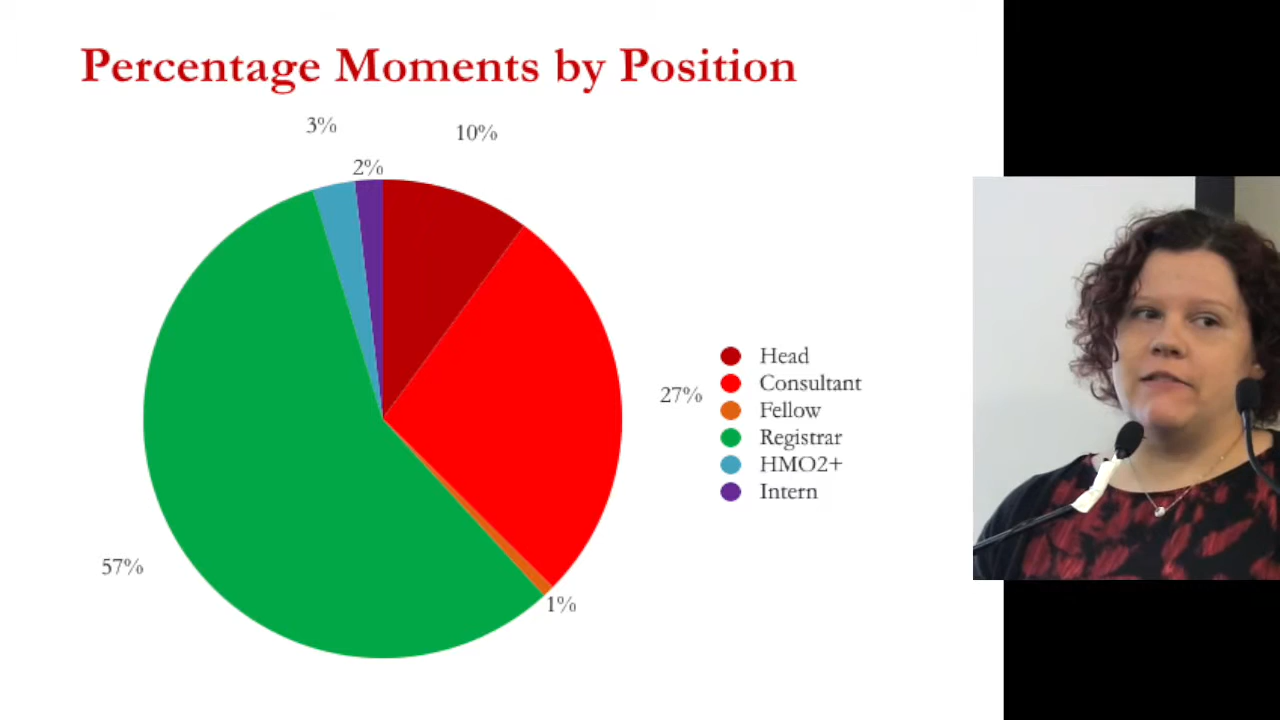 Percentage Moments by Position
3%
10%
2%
Head
Consultant
27%
Fellow
Registrar
HMO2+
Intern
57%
1%